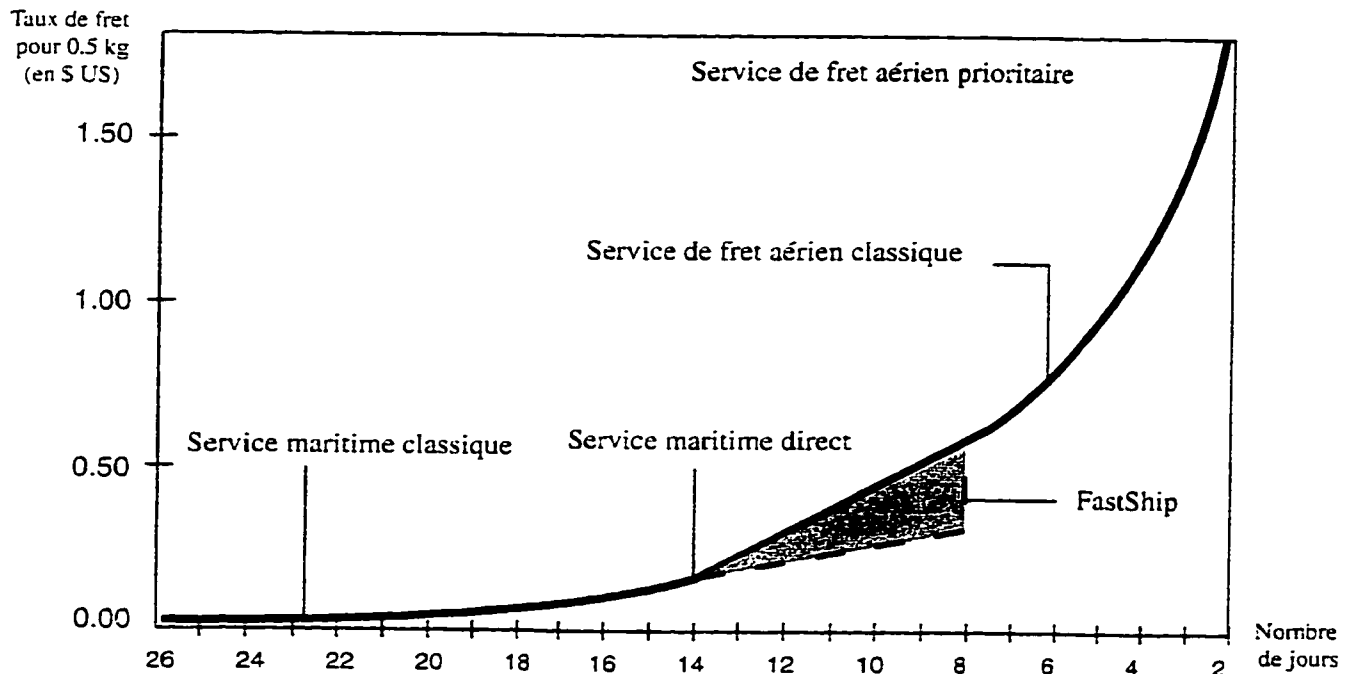 Taux de fret
pour 0.5 kg
(en S US)
Service de fret aérien prioritaire
1.50
Service de fret aérien classique
1.00
Service maritime classique
Service maritime direct
0.50
FastShip
0.00
26 22 20 18 16 14 12 10 8 6 4 2
Nombre
de jours